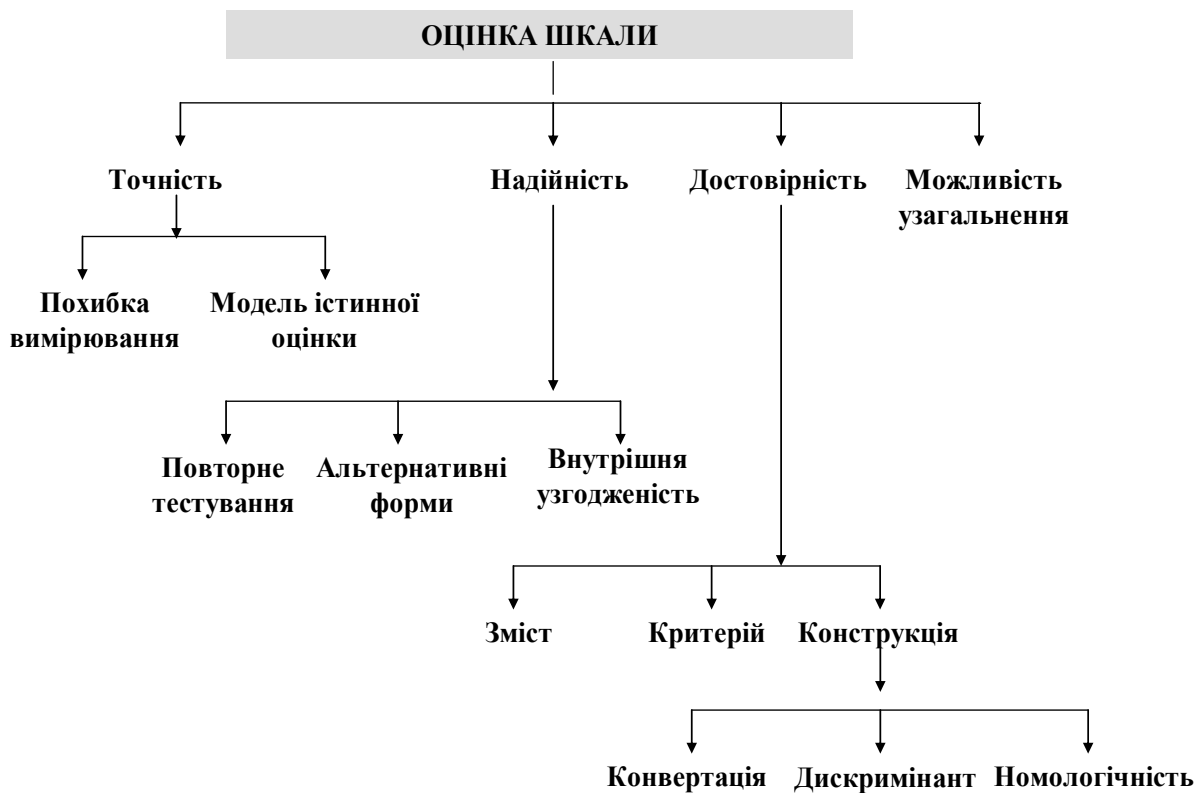 ОЦІНКА ШКАЛИ
Точність
Надійність
Достовірність
Можливість
узагальнення
Похибка
вимірювання
Модель істинної
оцінки
Повторне
тестування
Альтернативні
форми
Внутрішня
узгодженість
Зміст
Критерій
Конструкція
Конвертація
Дискримінант
Номологічність